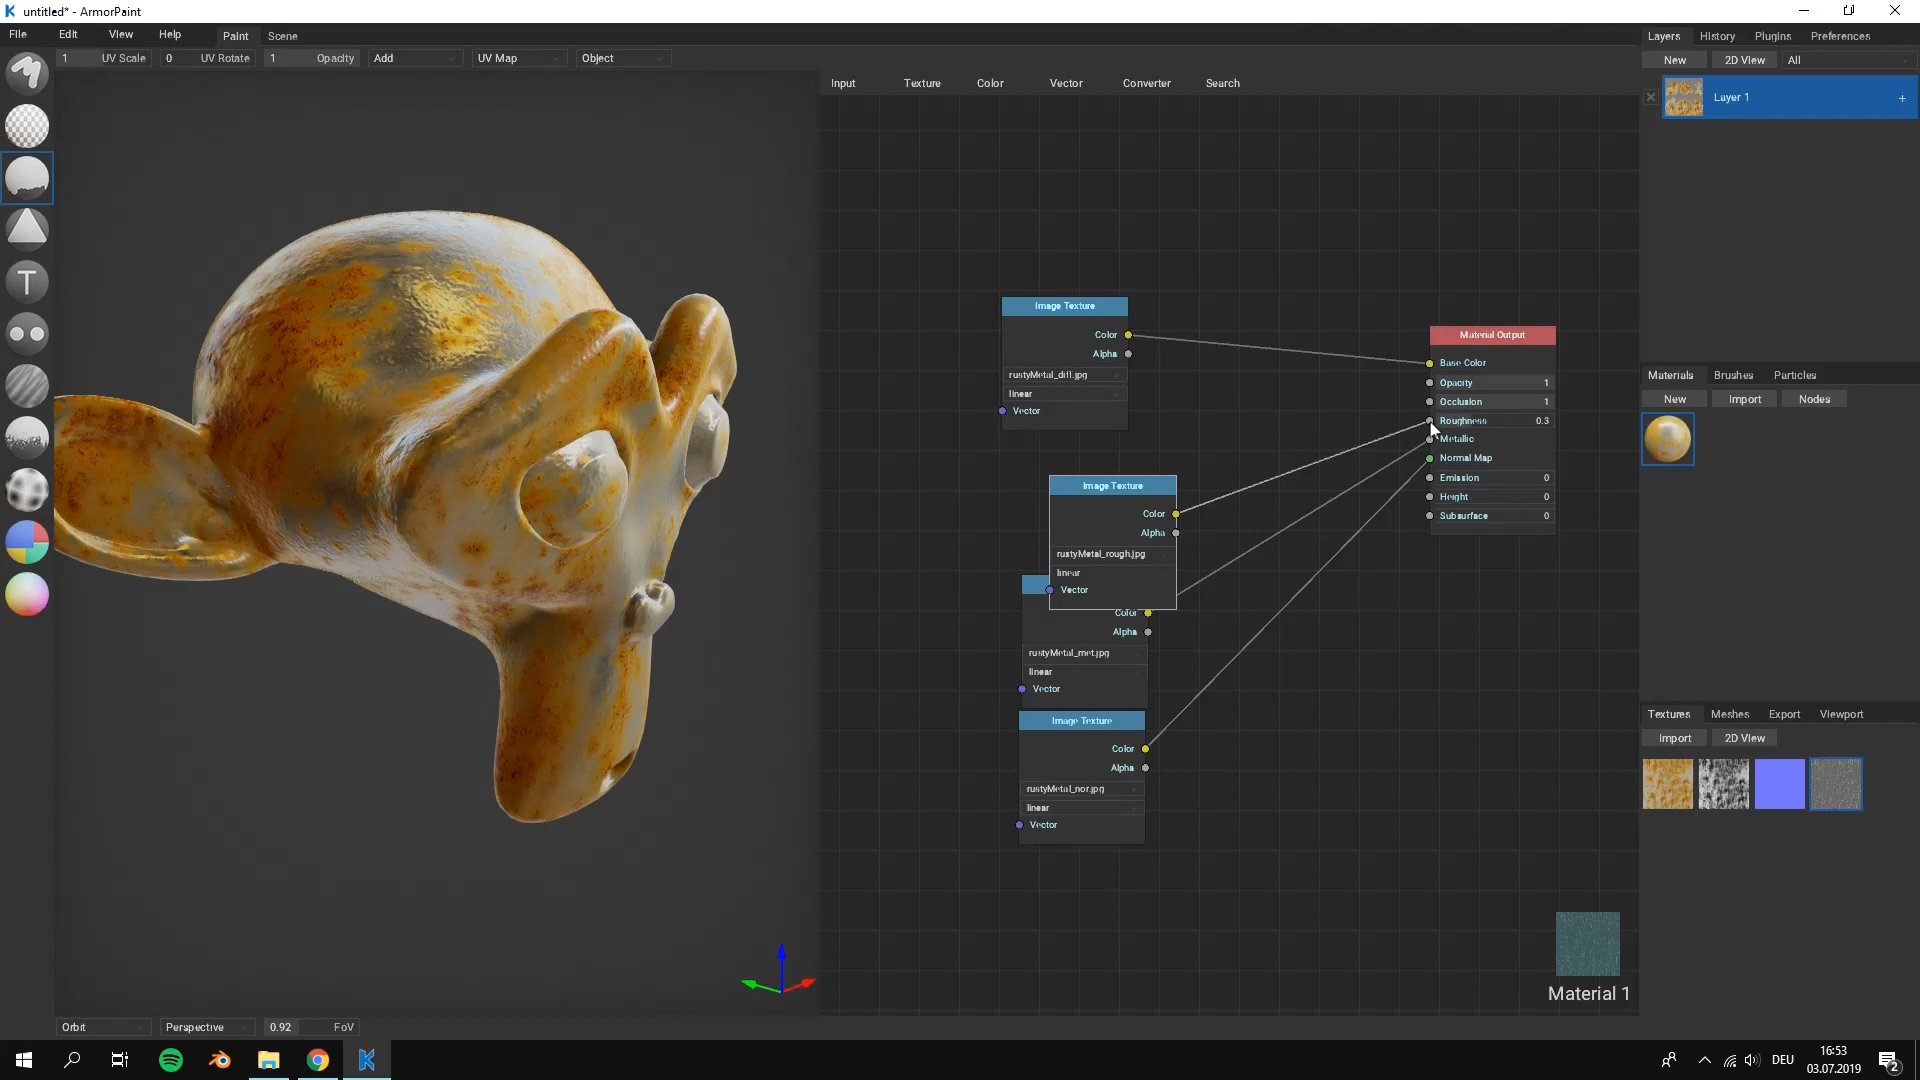 untitled* - ArmorPaint
File Edit View Help Paint Scene
1 UV Scale 0 UV Rotate 1 Opacity Add UV Map Object
Input Texture Color Vector Converter Search
Image Texture
Color
Alpha
rustyMetal_diff.jpg
linear
Vector
Image Texture
Color
Alpha
rustyMetal_rough.jpg
linear
Vector
Color
Alpha
rustyMetal_met.jpg
linear
Vector
Image Texture
Color
Alpha
rustyMetal_nor.jpg
linear
Vector
Material Output
Base Color
Opacity 1
Occlusion 1
Roughness 0.3
Metallic
Normal Map
Emission 0
Height 0
Subsurface 0
Material 1
Layers History Plugins Preferences
New 2D View All
Layer 1 +
Materials Brushes Particles
New Import Nodes
Textures Meshes Export Viewport
Import 2D View
Orbit Perspective 0.92 FoV
DEU
16:53
03.07.2019
2